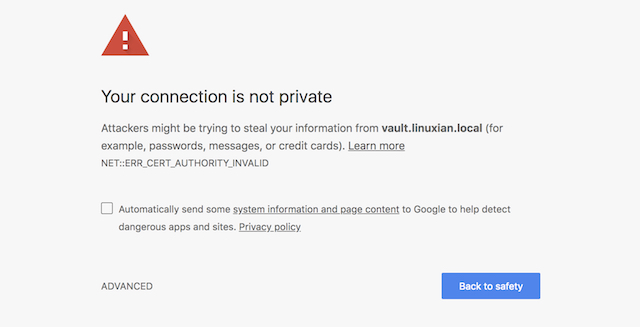 Your connection is not private
Attackers might be trying to steal your information from vault.linuxian.local (for
example, passwords, messages, or credit cards). Learn more
NET::ERR_CERT_AUTHORITY_INVALID
Automatically send some system information and page content to Google to help detect
dangerous apps and sites. Privacy policy
ADVANCED
Back to safety